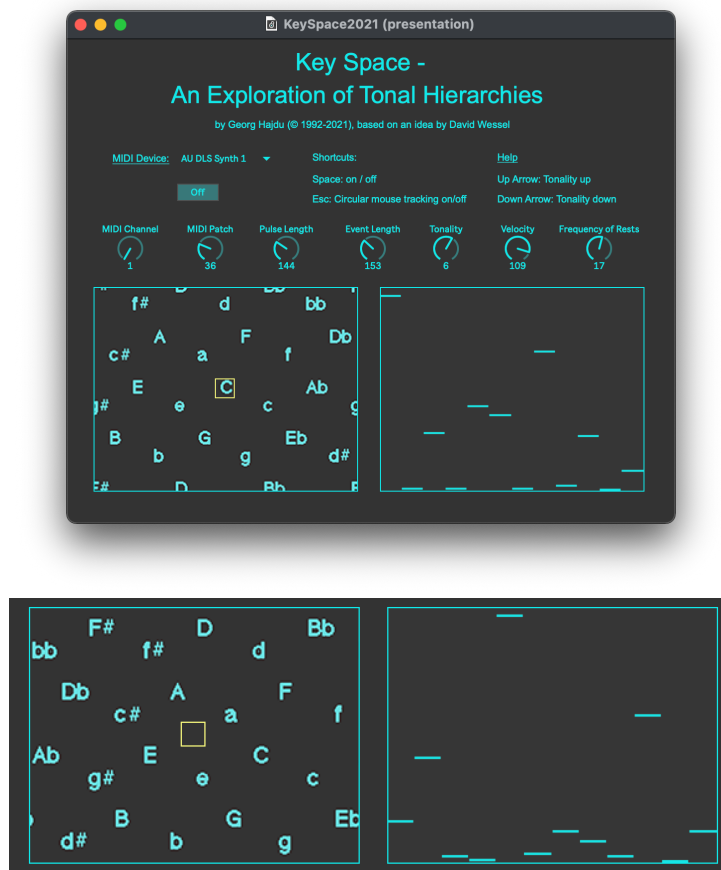 KeySpace2021 (presentation)
Key Space -
An Exploration of Tonal Hierarchies
by Georg Hajdu (© 1992-2021), based on an idea by David Wessel
MIDI Device: AU DLS Synth 1 Shortcuts: Help
Space: on / off Up Arrow: Tonality up
Off
Esc: Circular mouse tracking on/off Down Arrow: Tonality down
MIDI Channel MIDI Patch Pulse Length Event Length Tonality Velocity Frequency of Rests
1 36 144 153 6 109 17
f# d bb
A F Db
c# a f
E C Ab
e c
B G Eb
b g d#
D Bb
F# D Bb
bb f# d
Db A F
c# a f
Ab E C
g# e c
B G Eb
d# b g